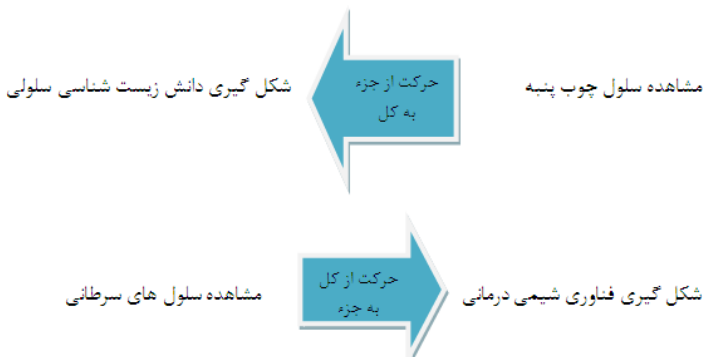 مشاهده سلول چوب پنبه
حرکت از جزء
به کل
شکل گیری دانش زیست شناسی سلولی
شکل گیری فناوری شیمی درمانی
حرکت از کل
به جزء
مشاهده سلول های سرطانی